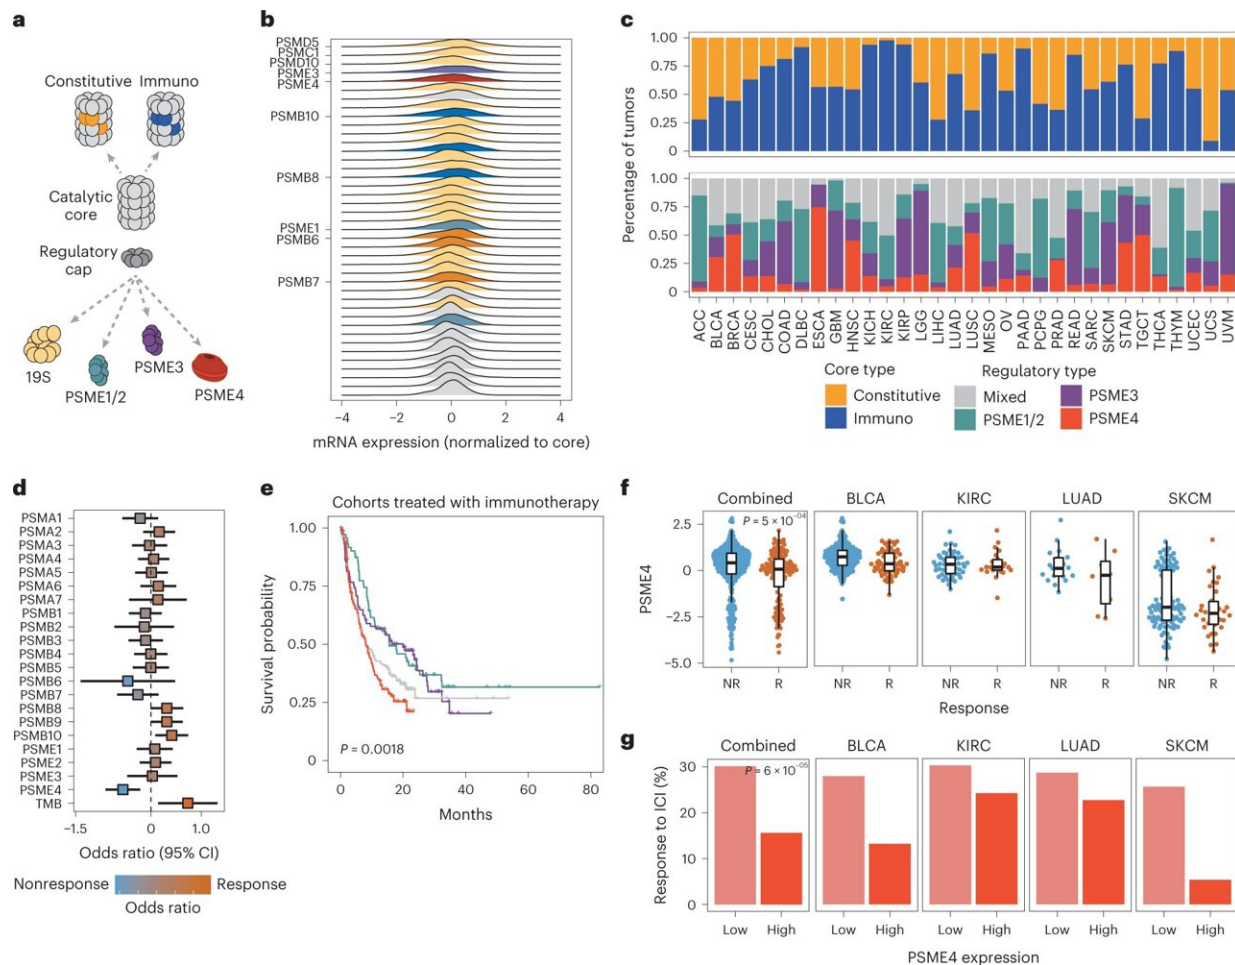 a
Constitutive Immuno
Catalytic
core
Regulatory
cap
19S
PSME1/2
PSME3
PSME4
b
PSMD5
PSMC1
PSMD10
PSME3
PSME4
PSMB10
PSMB8
PSME1
PSMB6
PSMB7
−4 −2 0 2 4
mRNA expression (normalized to core)
c
Percentage of tumors
1.00
0.75
0.50
0.25
0
1.00
0.75
0.50
0.25
0
ACC BLCA BRCA CESC CHOL COAD DLBC ESCA GBM HNSC KICH KIRC KIRP LGG LIHC LUAD LUSC MESO OV PAAD PCPG PRAD READ SARC SKCM STAD TGCT THCA THYM UCEC UCS UVM
Core type
Constitutive
Immuno
Regulatory type
Mixed
PSME1/2
PSME3
PSME4
d
PSMA1
PSMA2
PSMA3
PSMA4
PSMA5
PSMA6
PSMA7
PSMB1
PSMB2
PSMB3
PSMB4
PSMB5
PSMB6
PSMB7
PSMB8
PSMB9
PSMB10
PSME1
PSME2
PSME3
PSME4
TMB
−1.5 0 1.0
Odds ratio (95% CI)
Nonresponse Response
Odds ratio
e
Cohorts treated with immunotherapy
Survival probability
1.00
0.75
0.50
0.25
0
P = 0.0018
0 20 40 60 80
Months
f
Combined BLCA KIRC LUAD SKCM
P = 5 × 10−04
PSME4
2.5
0
−2.5
−5.0
NR R NR R NR R NR R NR R
Response
g
Combined BLCA KIRC LUAD SKCM
P = 6 × 10−05
Response to ICI (%)
30
20
10
0
Low High Low High Low High Low High Low High
PSME4 expression